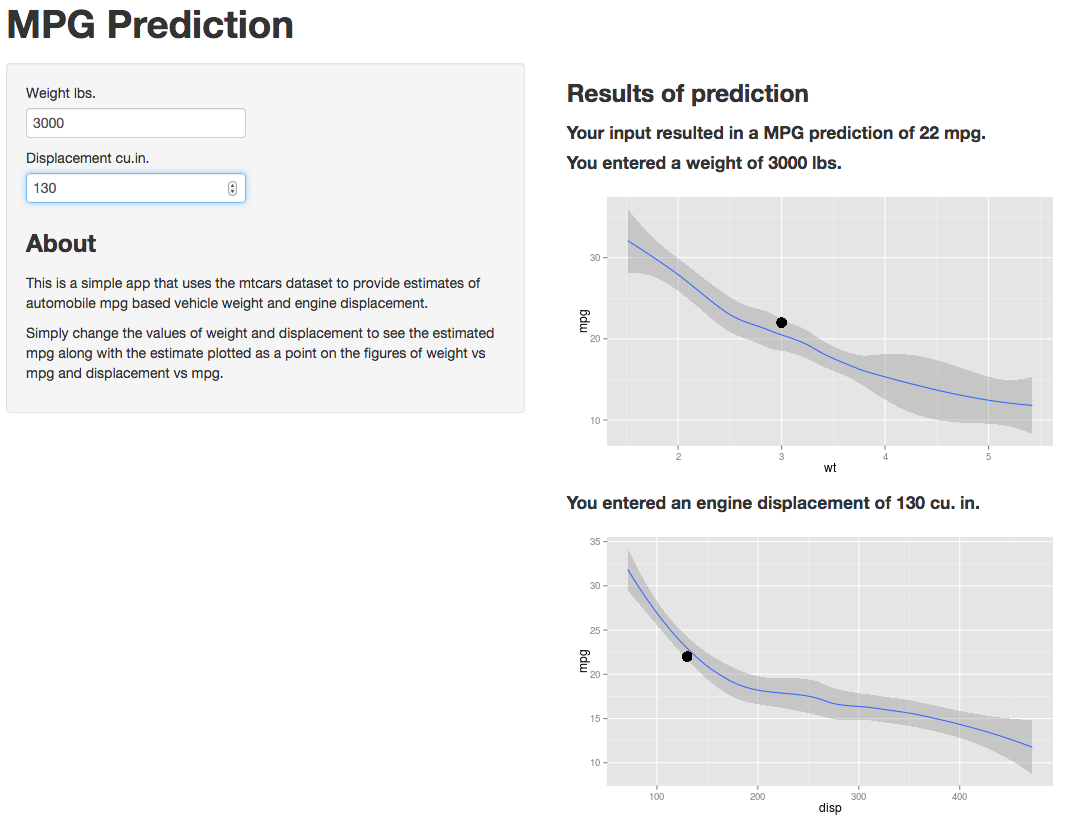 MPG Prediction
Weight lbs.
3000
Displacement cu.in.
130
About
This is a simple app that uses the mtcars dataset to provide estimates of
automobile mpg based vehicle weight and engine displacement.
Simply change the values of weight and displacement to see the estimated
mpg along with the estimate plotted as a point on the figures of weight vs
mpg and displacement vs mpg.
Results of prediction
Your input resulted in a MPG prediction of 22 mpg.
You entered a weight of 3000 lbs.
30
20
10
mpg
2 3 4 5
wt
You entered an engine displacement of 130 cu. in.
35
30
25
20
15
10
mpg
100 200 300 400
disp